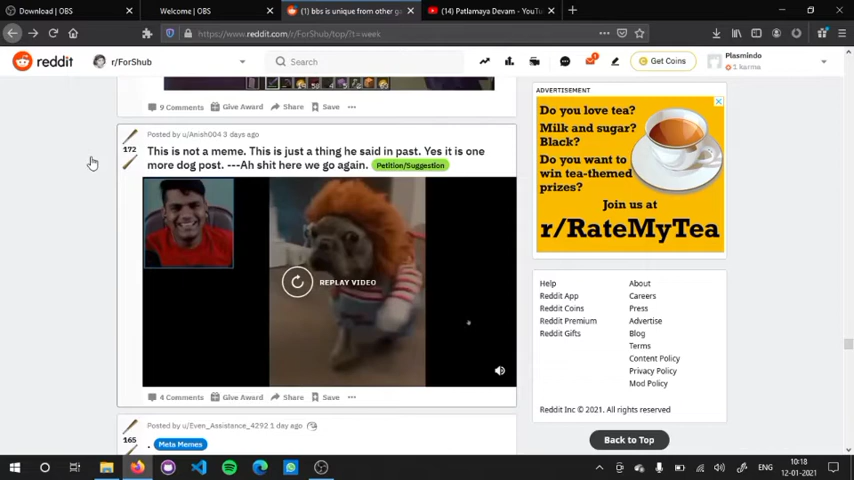 Download | OBS
Welcome | OBS
bbs is unique from other ga
(14) Patlamaya Devam - YouT
https://www.reddit.com/r/ForShub/top/?t=week
reddit
r/ForShub
Search
Get Coins
Plasmindo
1 karma
9 Comments
Give Award
Share
Save
Posted by u/Anish004 3 days ago
172
This is not a meme. This is just a thing he said in past. Yes it is one
more dog post. ---Ah shit here we go again.
Petition/Suggestion
REPLAY VIDEO
4 Comments
Give Award
Share
Save
Posted by u/Even_Assistance_4292 1 day ago
165
.
Meta Memes
ADVERTISEMENT
Do you love tea?
Milk and sugar?
Black?
Do you want to
win tea-themed
prizes?
Join us at
r/RateMyTea
Help
About
Reddit App
Careers
Reddit Coins
Press
Reddit Premium
Advertise
Reddit Gifts
Blog
Terms
Content Policy
Privacy Policy
Mod Policy
Reddit Inc © 2021. All rights reserved
Back to Top
ENG
10:18
12-01-2021